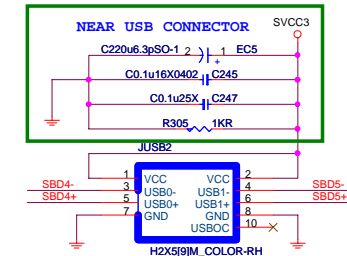 NEAR USB CONNECTOR
SVCC3
C220u6.3pSO-1 2 1 EC5
+
C0.1u16X0402 C245
C0.1u25X C247
R305 1KR
JUSB2
1 VCC VCC 2
SBD4- 3 USB0- USB1- 4 SBD5-
SBD4+ 5 USB0+ USB1+ 6 SBD5+
7 GND GND 8
USBOC 10
H2X5[9]M_COLOR-RH